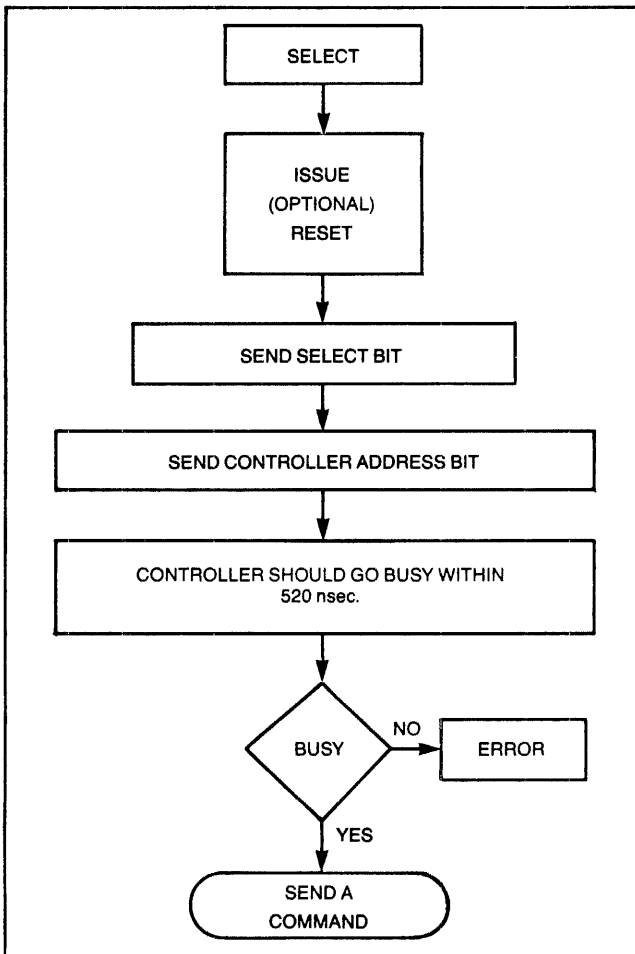 SELECT
ISSUE
(OPTIONAL)
RESET
SEND SELECT BIT
SEND CONTROLLER ADDRESS BIT
CONTROLLER SHOULD GO BUSY WITHIN
520 nsec.
BUSY
NO
ERROR
YES
SEND A
COMMAND